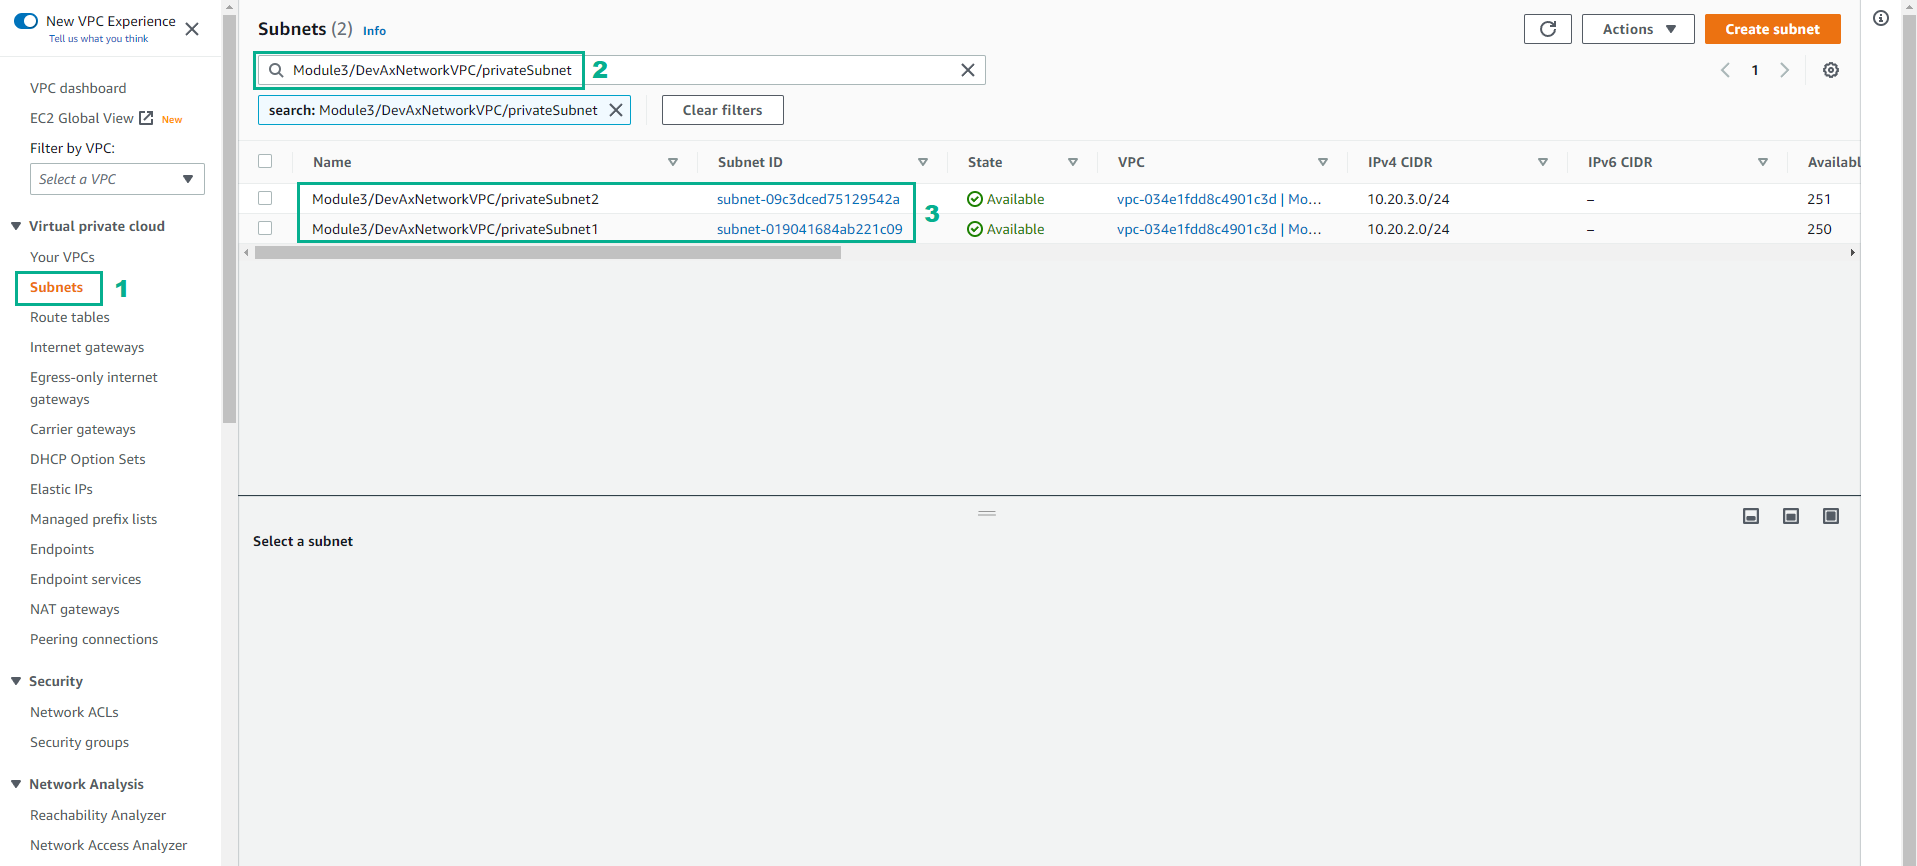 New VPC Experience
Tell us what you think
VPC dashboard
EC2 Global View New
Filter by VPC:
Select a VPC
Virtual private cloud
Your VPCs
Subnets 1
Route tables
Internet gateways
Egress-only internet
gateways
Carrier gateways
DHCP Option Sets
Elastic IPs
Managed prefix lists
Endpoints
Endpoint services
NAT gateways
Peering connections
Security
Network ACLs
Security groups
Network Analysis
Reachability Analyzer
Network Access Analyzer
Subnets (2) Info
Actions
Create subnet
Module3/DevAxNetworkVPC/privateSubnet 2
1
search: Module3/DevAxNetworkVPC/privateSubnet
Clear filters
Name Subnet ID State VPC IPv4 CIDR IPv6 CIDR Availabl
Module3/DevAxNetworkVPC/privateSubnet2 subnet-09c3dced75129542a Available vpc-034e1fdd8c4901c3d | Mo... 10.20.3.0/24 – 251
3
Module3/DevAxNetworkVPC/privateSubnet1 subnet-019041684ab221c09 Available vpc-034e1fdd8c4901c3d | Mo... 10.20.2.0/24 – 250
Select a subnet